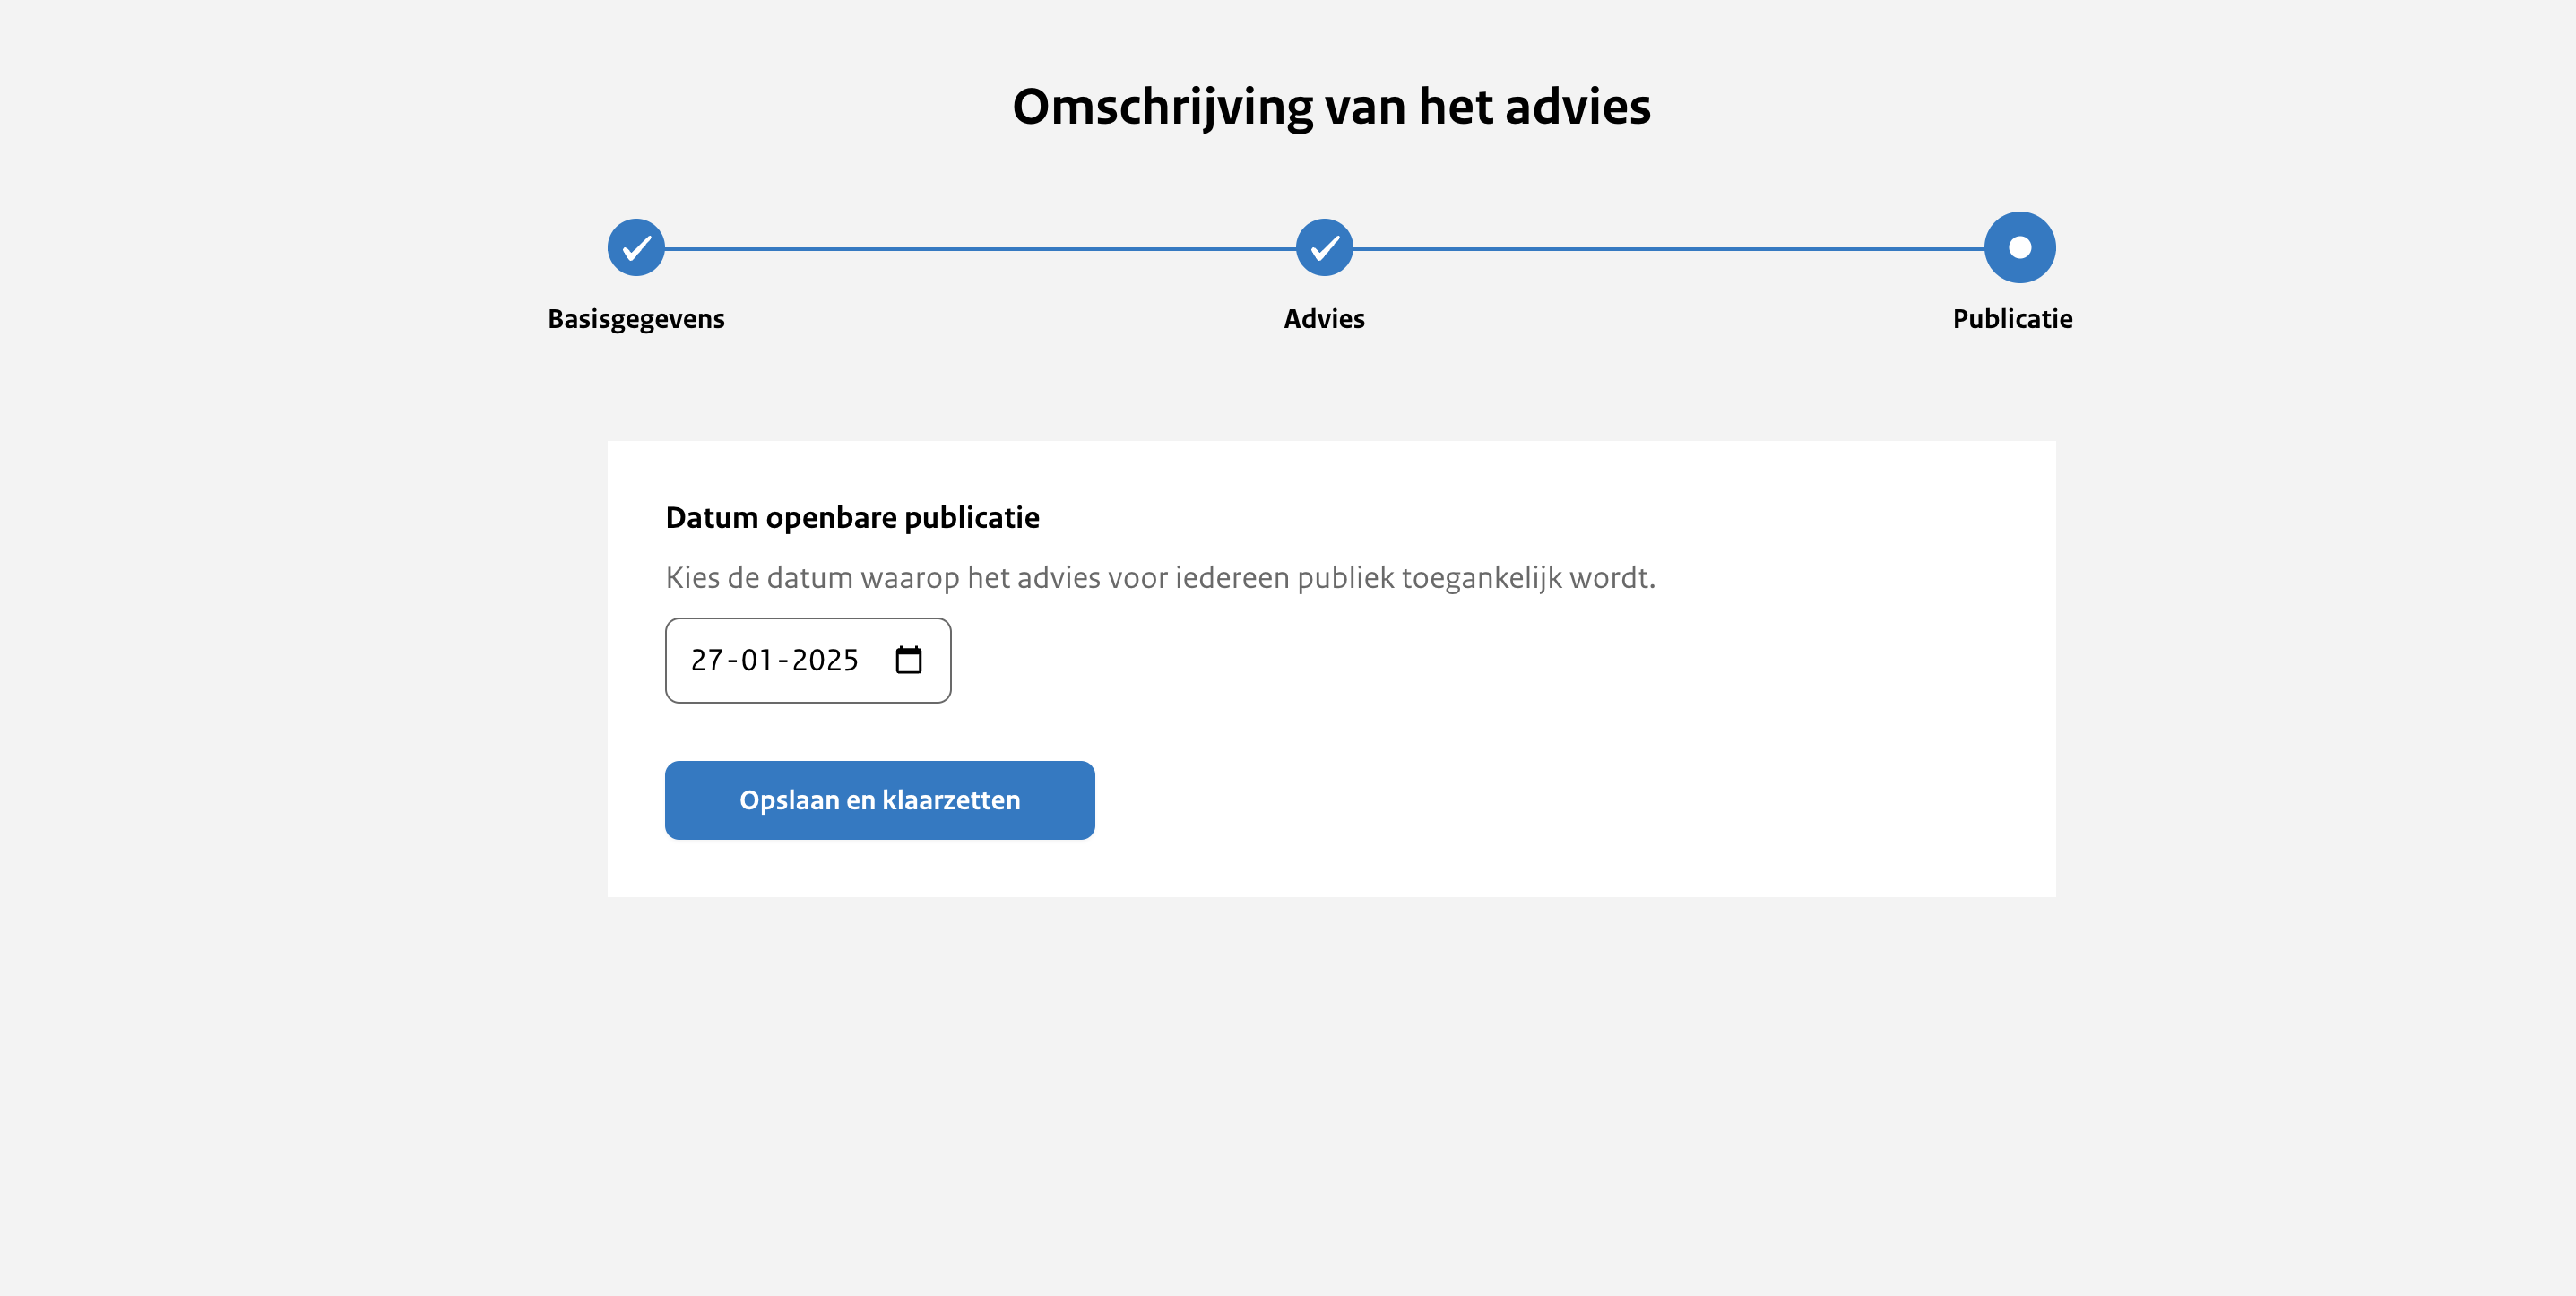 Omschrijving van het advies
Basisgegevens
Advies
Publicatie
Datum openbare publicatie
Kies de datum waarop het advies voor iedereen publiek toegankelijk wordt.
27-01-2025
Opslaan en klaarzetten